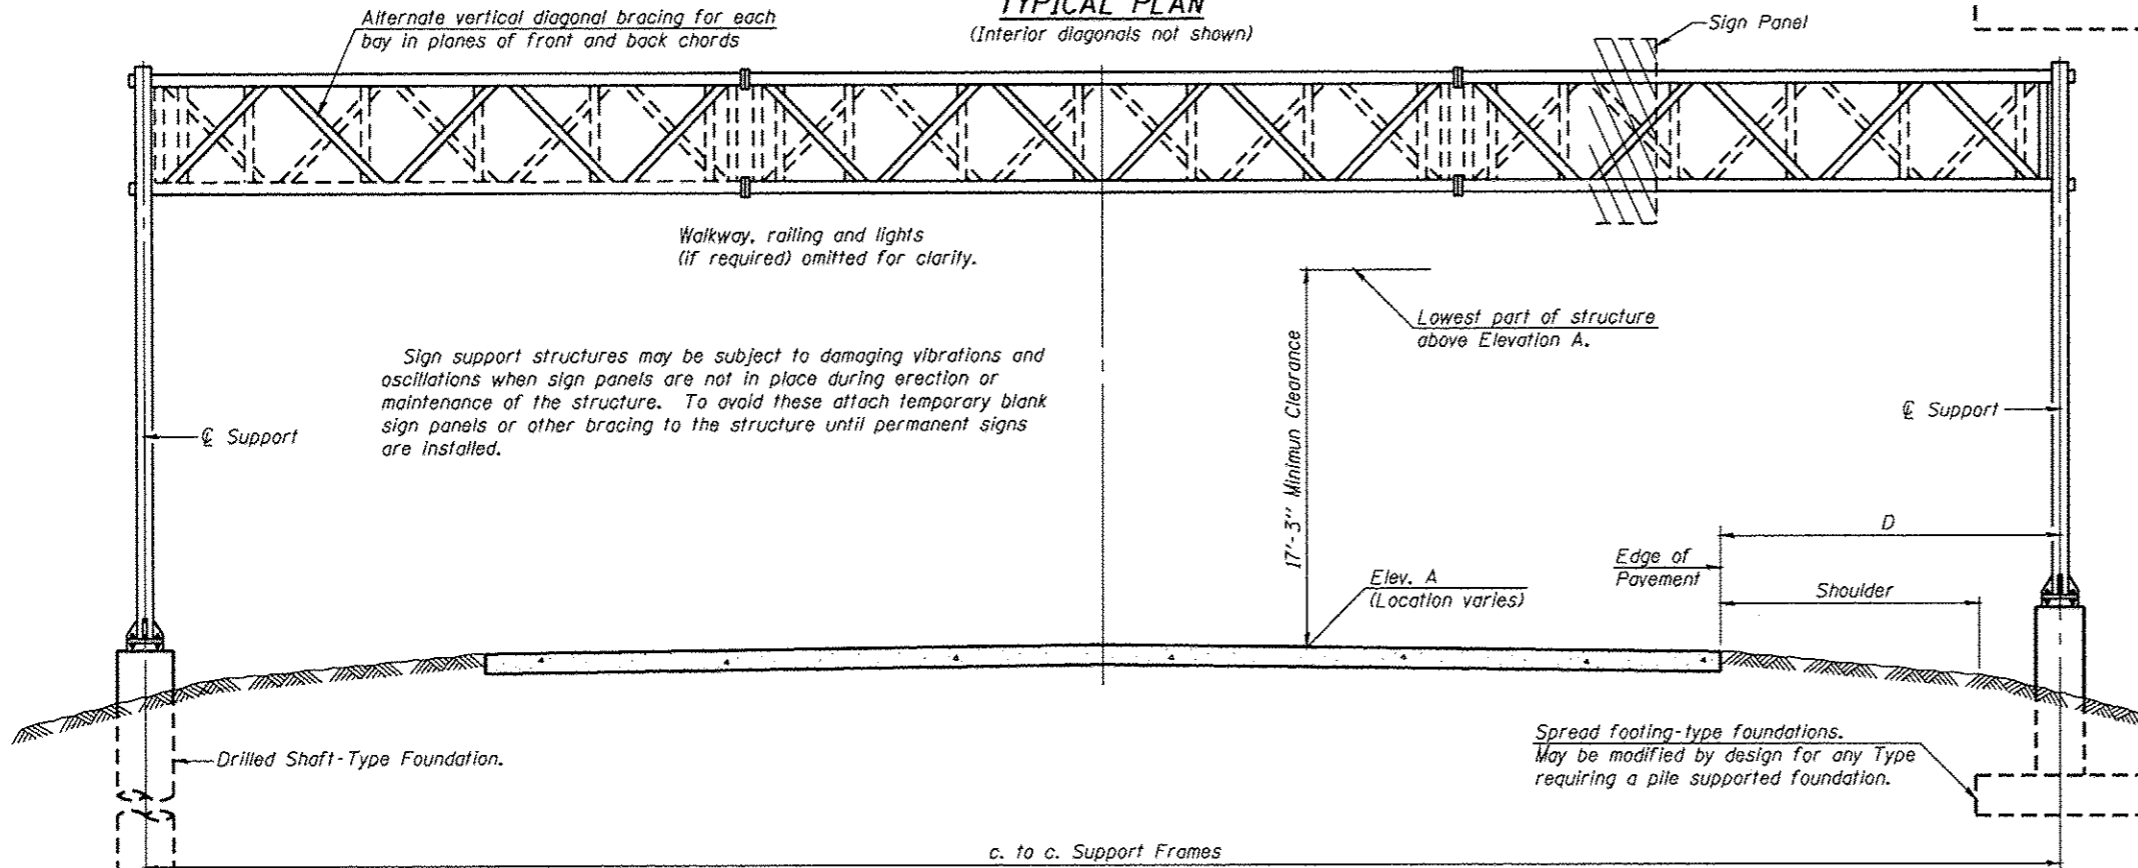 TYPICAL PLAN
(Interior diagonals not shown)
Alternate vertical diagonal bracing for each
bay in planes of front and back chords
Sign Panel
Walkway, railing and lights
(if required) omitted for clarity.
Lowest part of structure
above Elevation A.
Sign support structures may be subject to damaging vibrations and
oscillations when sign panels are not in place during erection or
maintenance of the structure. To avoid these attach temporary blank
sign panels or other bracing to the structure until permanent signs
are installed.
17'-3" Minimun Clearance
℄ Support
℄ Support
D
Edge of
Pavement
Shoulder
Elev. A
(Location varies)
Drilled Shaft-Type Foundation.
Spread footing-type foundations.
May be modified by design for any Type
requiring a pile supported foundation.
c. to c. Support Frames